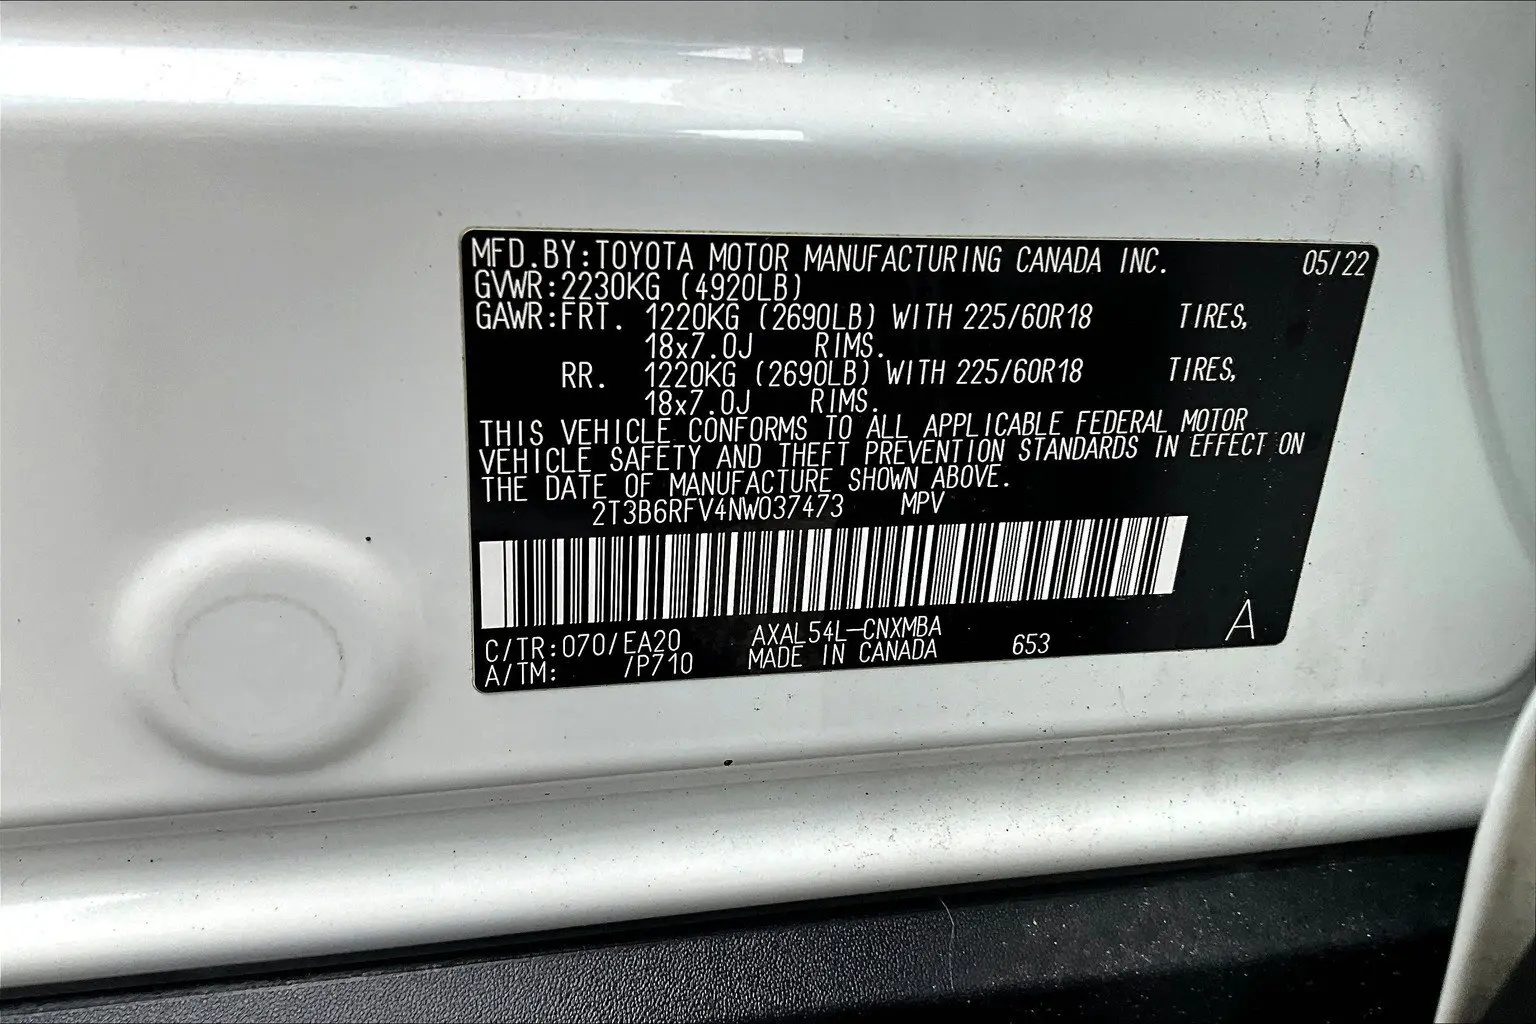 MFD.BY:TOYOTA MOTOR MANUFACTURING CANADA INC. 05/22
GVWR:2230KG (4920LB)
GAWR:FRT. 1220KG (2690LB) WITH 225/60R18 TIRES,
18x7.0J RIMS.
RR. 1220KG (2690LB) WITH 225/60R18 TIRES,
18x7.0J RIMS.
THIS VEHICLE CONFORMS TO ALL APPLICABLE FEDERAL MOTOR
VEHICLE SAFETY AND THEFT PREVENTION STANDARDS IN EFFECT ON
THE DATE OF MANUFACTURE SHOWN ABOVE.
2T3B6RFV4NW037473 MPV
C/TR:070/EA20 AXAL54L-CNXMBA
A/TM: /P710 MADE IN CANADA 653 A